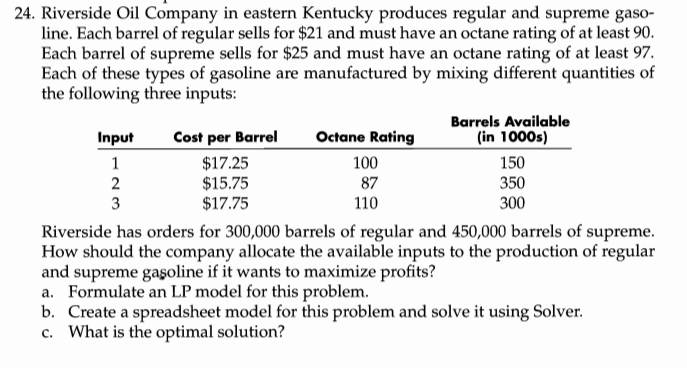 24. Riverside Oil Company in eastern Kentucky produces regular and supreme gaso-
line. Each barrel of regular sells for $21 and must have an octane rating of at least 90.
Each barrel of supreme sells for $25 and must have an octane rating of at least 97.
Each of these types of gasoline are manufactured by mixing different quantities of
the following three inputs:
Barrels Available
Input Cost per Barrel Octane Rating (in 1000s)
1 $17.25 100 150
2 $15.75 87 350
3 $17.75 110 300
Riverside has orders for 300,000 barrels of regular and 450,000 barrels of supreme.
How should the company allocate the available inputs to the production of regular
and supreme gasoline if it wants to maximize profits?
a. Formulate an LP model for this problem.
b. Create a spreadsheet model for this problem and solve it using Solver.
c. What is the optimal solution?